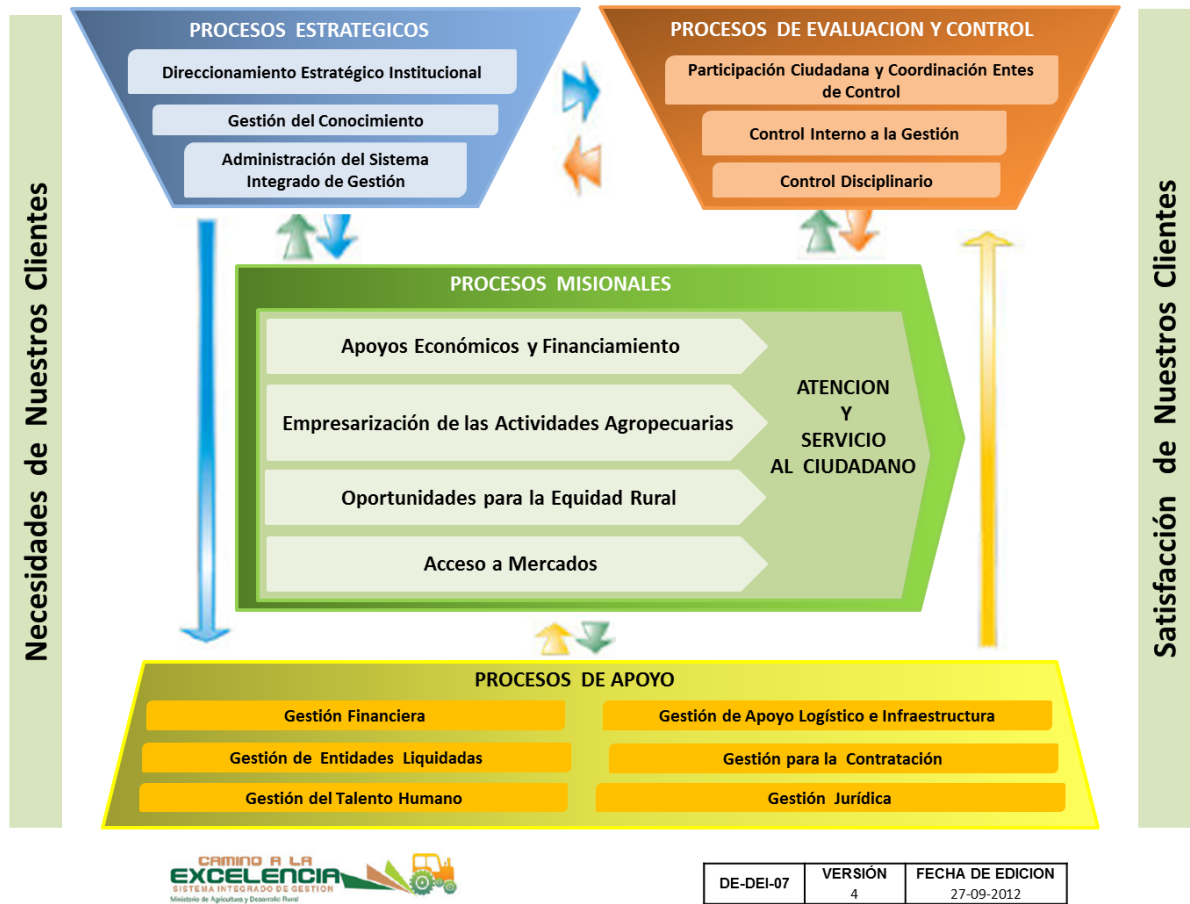 Necesidades de Nuestros Clientes
PROCESOS ESTRATEGICOS
Direccionamiento Estratégico Institucional
Gestión del Conocimiento
Administración del Sistema
Integrado de Gestión
PROCESOS DE EVALUACION Y CONTROL
Participación Ciudadana y Coordinación Entes
de Control
Control Interno a la Gestión
Control Disciplinario
PROCESOS MISIONALES
Apoyos Económicos y Financiamiento
Empresarización de las Actividades Agropecuarias
Oportunidades para la Equidad Rural
Acceso a Mercados
ATENCION
Y
SERVICIO
AL CIUDADANO
PROCESOS DE APOYO
Gestión Financiera
Gestión de Entidades Liquidadas
Gestión del Talento Humano
Gestión de Apoyo Logístico e Infraestructura
Gestión para la Contratación
Gestión Jurídica
Satisfacción de Nuestros Clientes
CAMINO A LA
EXCELENCIA
SISTEMA INTEGRADO DE GESTION
Ministerio de Agricultura y Desarrollo Rural
DE-DEI-07
VERSIÓN
4
FECHA DE EDICION
27-09-2012